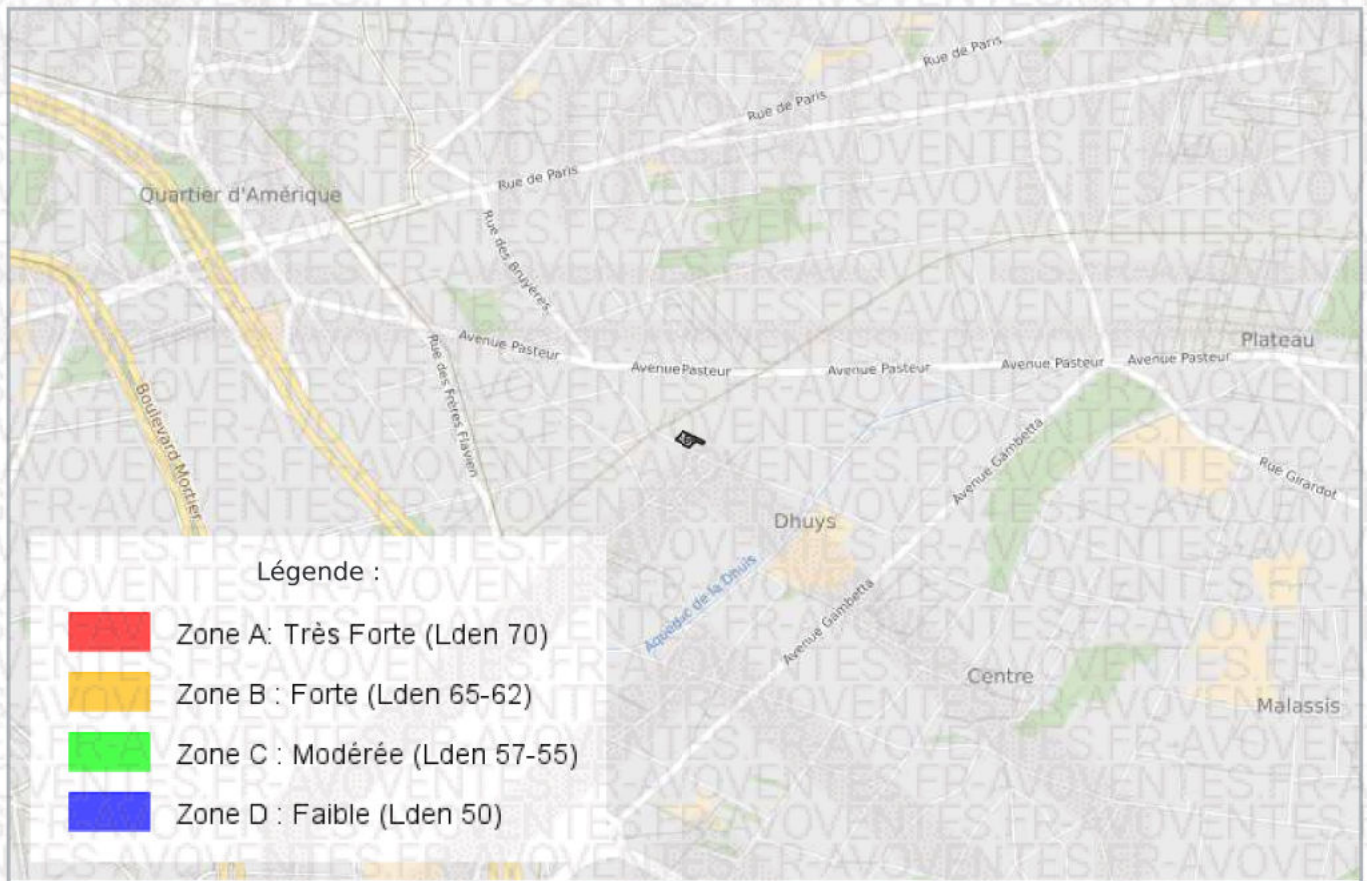 Rue de Paris
Rue de Paris
Rue de Paris
Quartier d'Amérique
Rue des Bruyères
Avenue Pasteur
Avenue Pasteur
Avenue Pasteur
Avenue Pasteur
Avenue Pasteur
Plateau
Rue des Frères Flavien
Boulevard Mortier
Avenue Gambetta
Rue Girardot
Dhuys
Aqueduc de la Dhuis
Avenue Gambetta
Centre
Malassis
Légende :
Zone A: Très Forte (Lden 70)
Zone B : Forte (Lden 65-62)
Zone C : Modérée (Lden 57-55)
Zone D : Faible (Lden 50)
AVOVENTES.FR